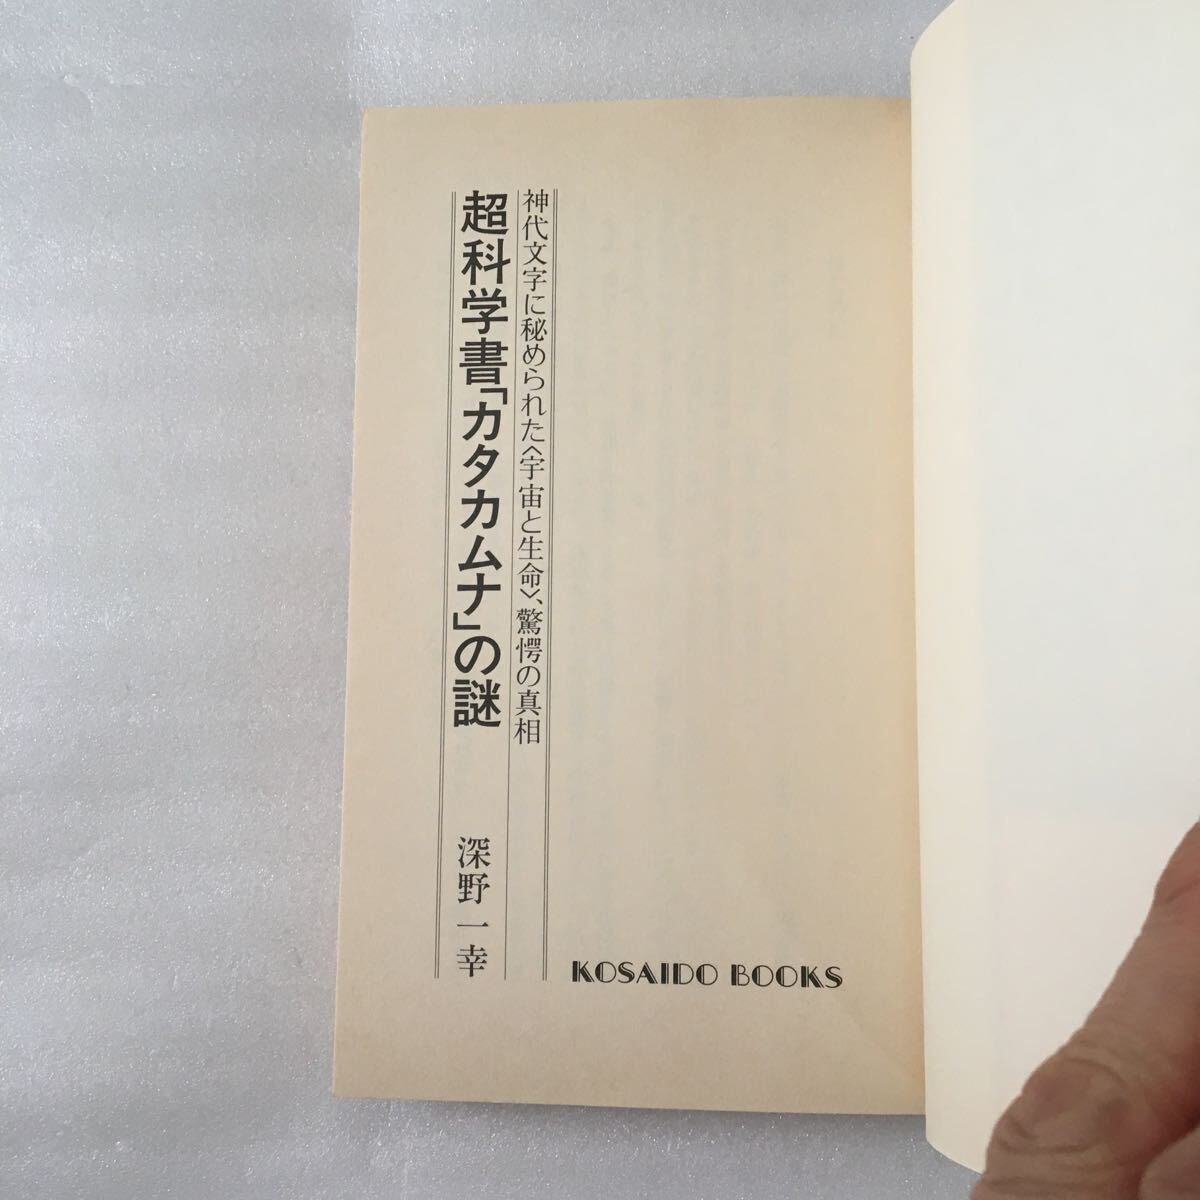 神代文字に秘められた〈宇宙と生命〉、驚愕の真相
超科学書「カタカムナ」の謎
深野一幸
KOSAIDO BOOKS